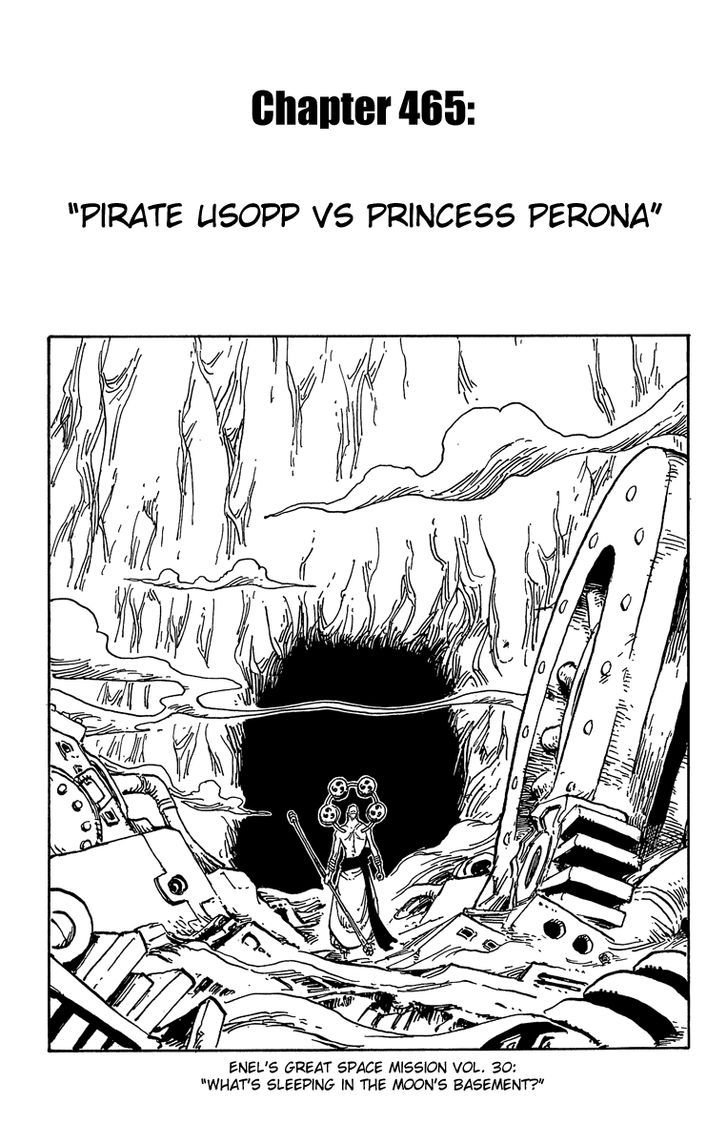 Chapter 465:
"PIRATE USOPP VS PRINCESS PERONA"
ENEL'S GREAT SPACE MISSION VOL. 30:
"WHAT'S SLEEPING IN THE MOON'S BASEMENT?"